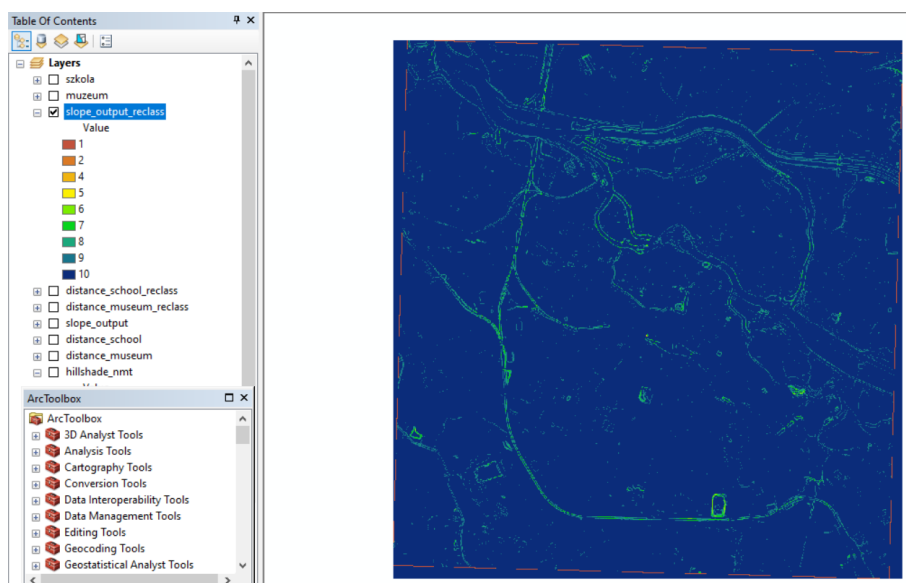 Table Of Contents
Layers
szkola
muzeum
slope_output_reclass
Value
1
2
4
5
6
7
8
9
10
distance_school_reclass
distance_museum_reclass
slope_output
distance_school
distance_museum
hillshade_nmt
ArcToolbox
ArcToolbox
3D Analyst Tools
Analysis Tools
Cartography Tools
Conversion Tools
Data Interoperability Tools
Data Management Tools
Editing Tools
Geocoding Tools
Geostatistical Analyst Tools